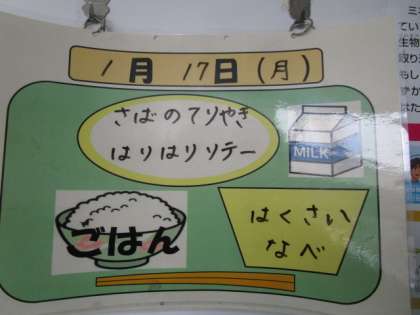 1月 17日(月)
さばのてりやき
はりはりソテー
MILK
ごはん
はくさい
なべ